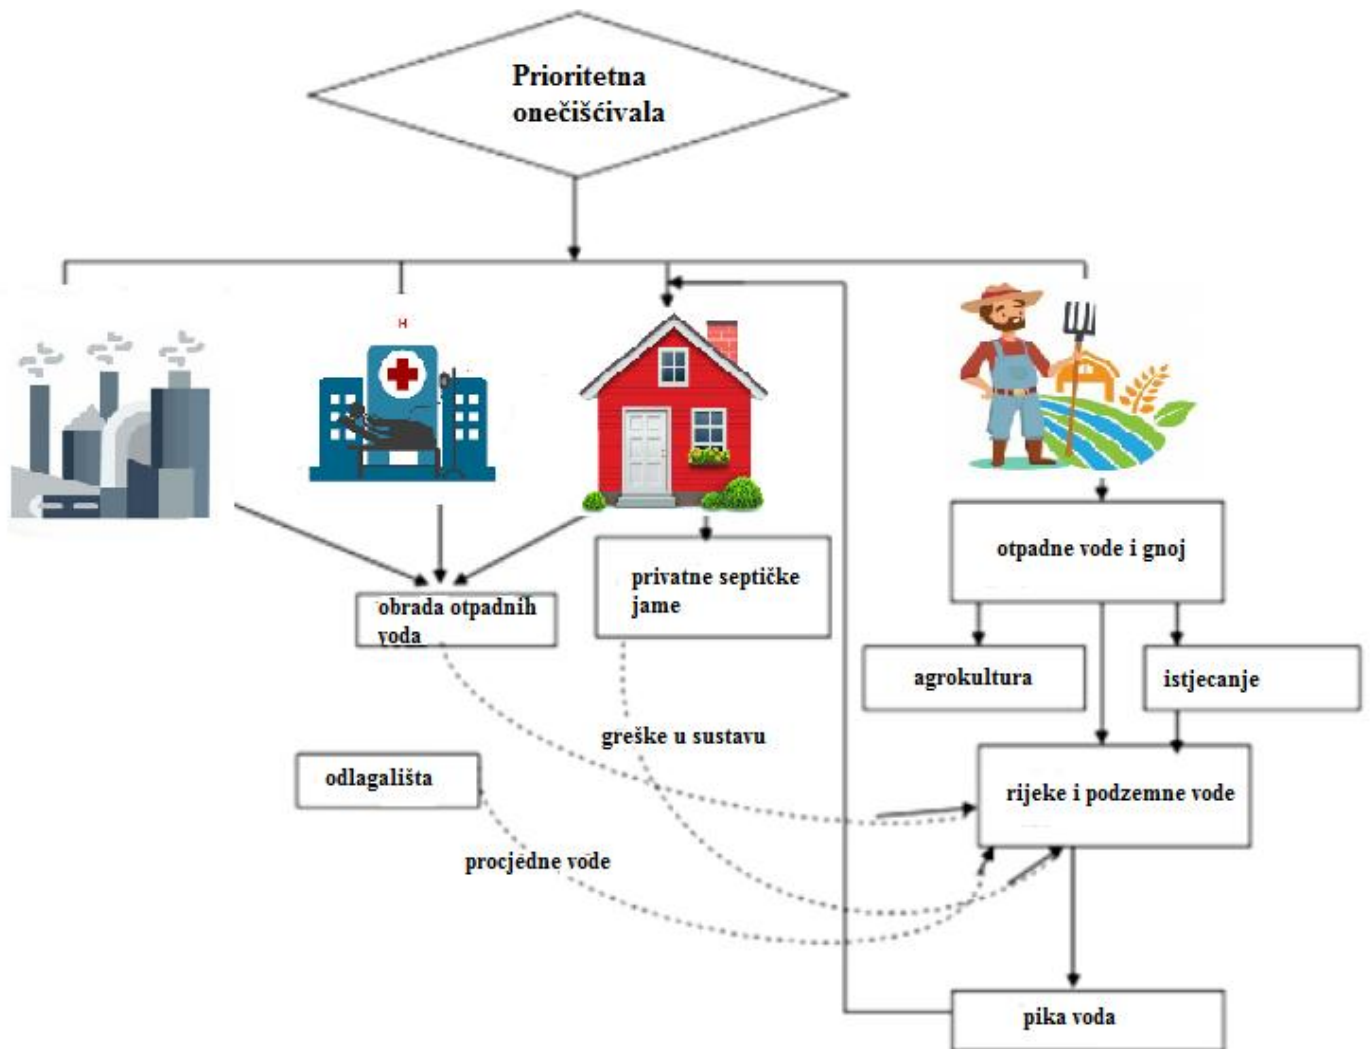 Prioritetna
onečišćivala
H
otpadne vode i gnoj
privatne septičke
jame
obrada otpadnih
voda
agrokultura
istjecanje
greške u sustavu
odlagališta
rijeke i podzemne vode
procjedne vode
pika voda